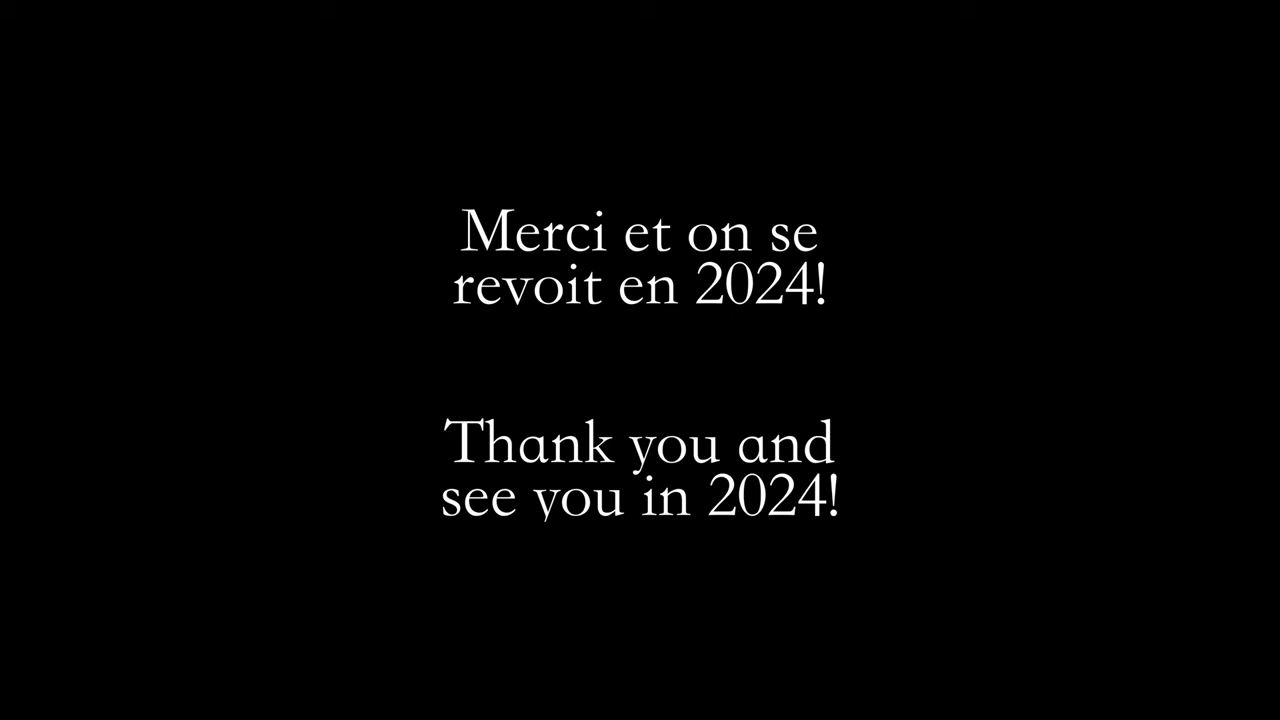 Merci et on se
revoit en 2024!
Thank you and
see you in 2024!